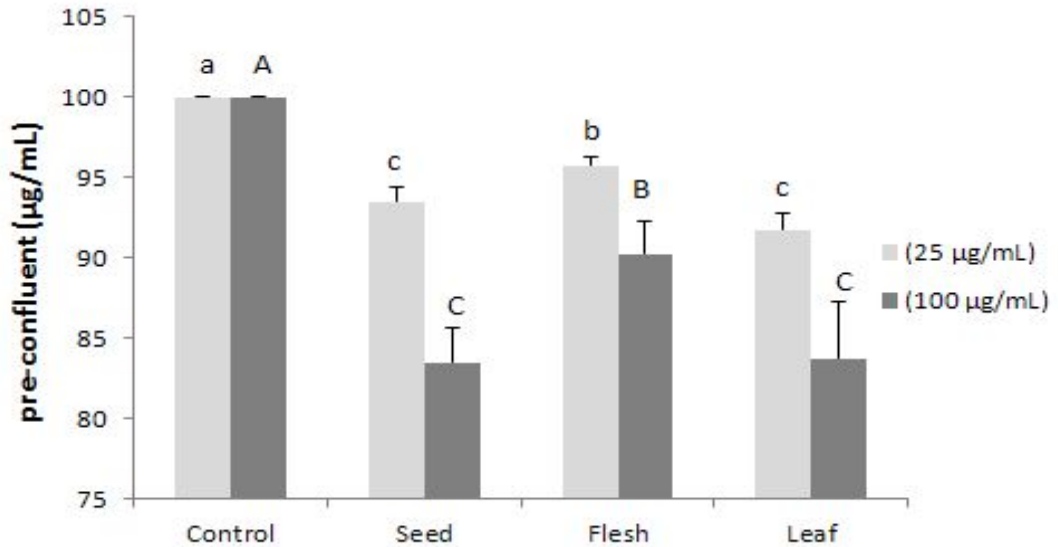 pre-confluent (µg/mL)
105
100
95
90
85
80
75
a
A
c
C
b
B
c
C
Control
Seed
Flesh
Leaf
(25 µg/mL)
(100 µg/mL)